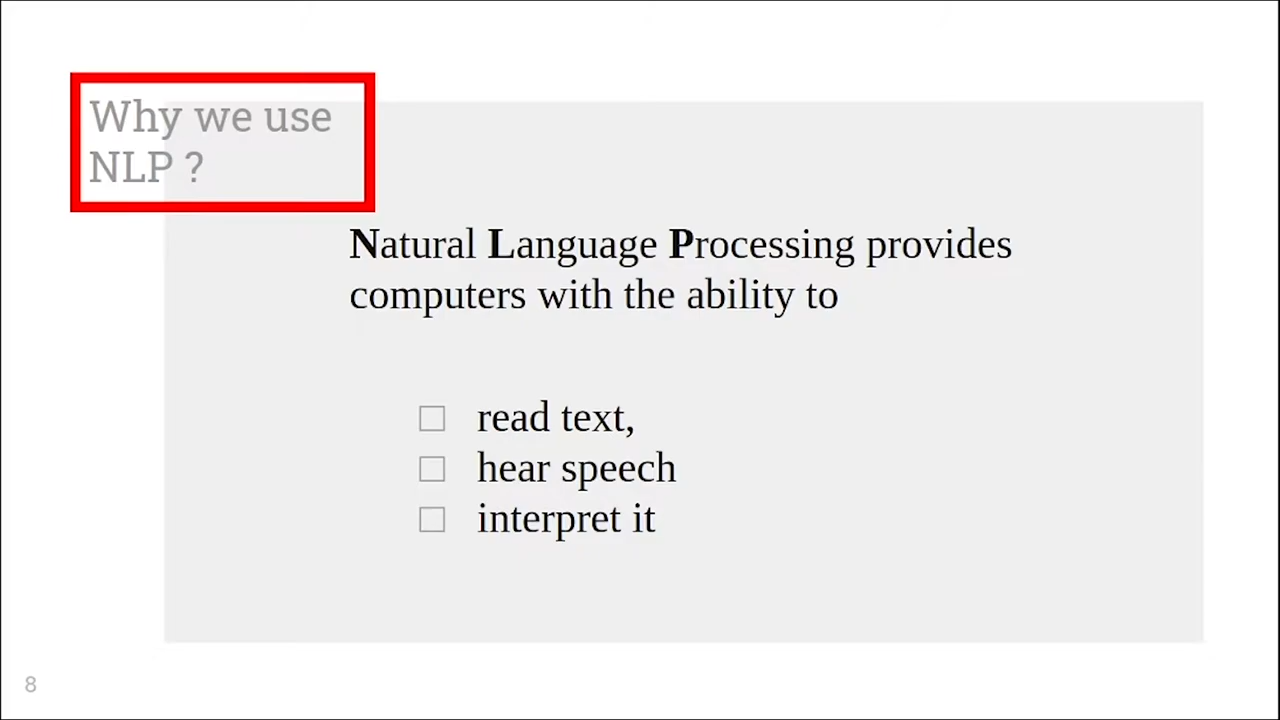 Why we use
NLP ?
Natural Language Processing provides
computers with the ability to
read text,
hear speech
interpret it
8